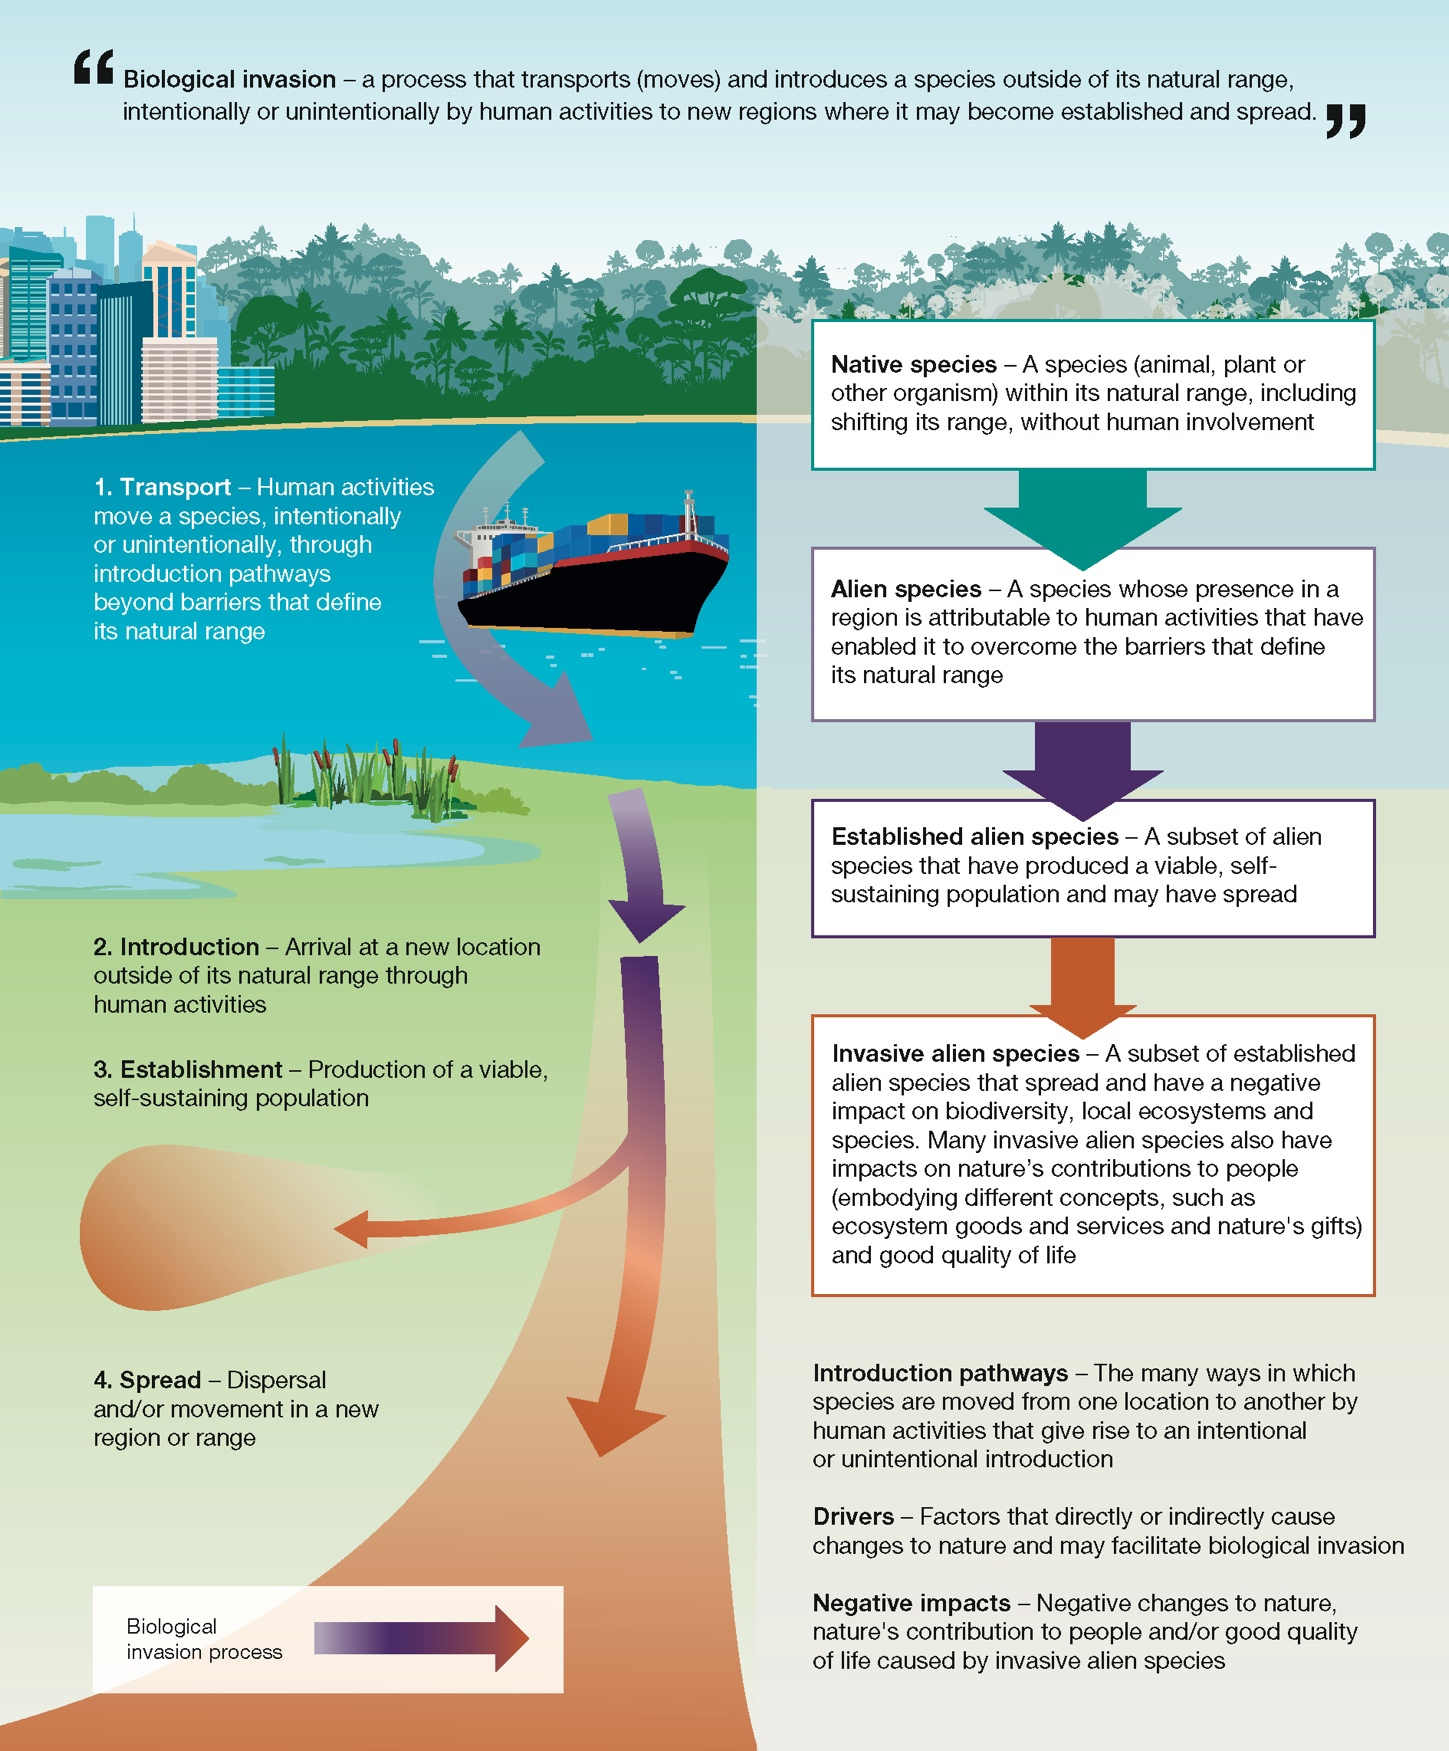 “ Biological invasion – a process that transports (moves) and introduces a species outside of its natural range,
intentionally or unintentionally by human activities to new regions where it may become established and spread. ”
Native species – A species (animal, plant or
other organism) within its natural range, including
shifting its range, without human involvement
1. Transport – Human activities
move a species, intentionally
or unintentionally, through
introduction pathways
beyond barriers that define
its natural range
Alien species – A species whose presence in a
region is attributable to human activities that have
enabled it to overcome the barriers that define
its natural range
Established alien species – A subset of alien
species that have produced a viable, self-
sustaining population and may have spread
2. Introduction – Arrival at a new location
outside of its natural range through
human activities
3. Establishment – Production of a viable,
self-sustaining population
Invasive alien species – A subset of established
alien species that spread and have a negative
impact on biodiversity, local ecosystems and
species. Many invasive alien species also have
impacts on nature’s contributions to people
(embodying different concepts, such as
ecosystem goods and services and nature's gifts)
and good quality of life
4. Spread – Dispersal
and/or movement in a new
region or range
Introduction pathways – The many ways in which
species are moved from one location to another by
human activities that give rise to an intentional
or unintentional introduction
Drivers – Factors that directly or indirectly cause
changes to nature and may facilitate biological invasion
Negative impacts – Negative changes to nature,
nature's contribution to people and/or good quality
of life caused by invasive alien species
Biological
invasion process